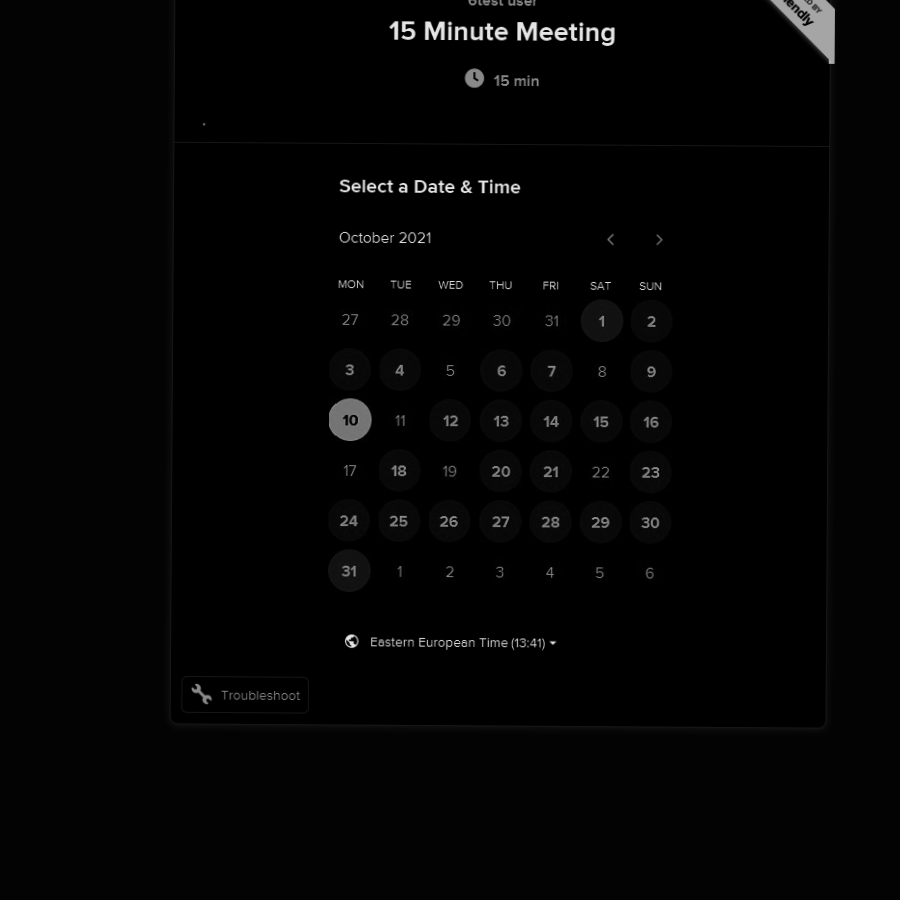 6test user
15 Minute Meeting
15 min
Select a Date & Time
October 2021
MON TUE WED THU FRI SAT SUN
27 28 29 30 31 1 2
3 4 5 6 7 8 9
10 11 12 13 14 15 16
17 18 19 20 21 22 23
24 25 26 27 28 29 30
31 1 2 3 4 5 6
Eastern European Time (13:41)
Troubleshoot